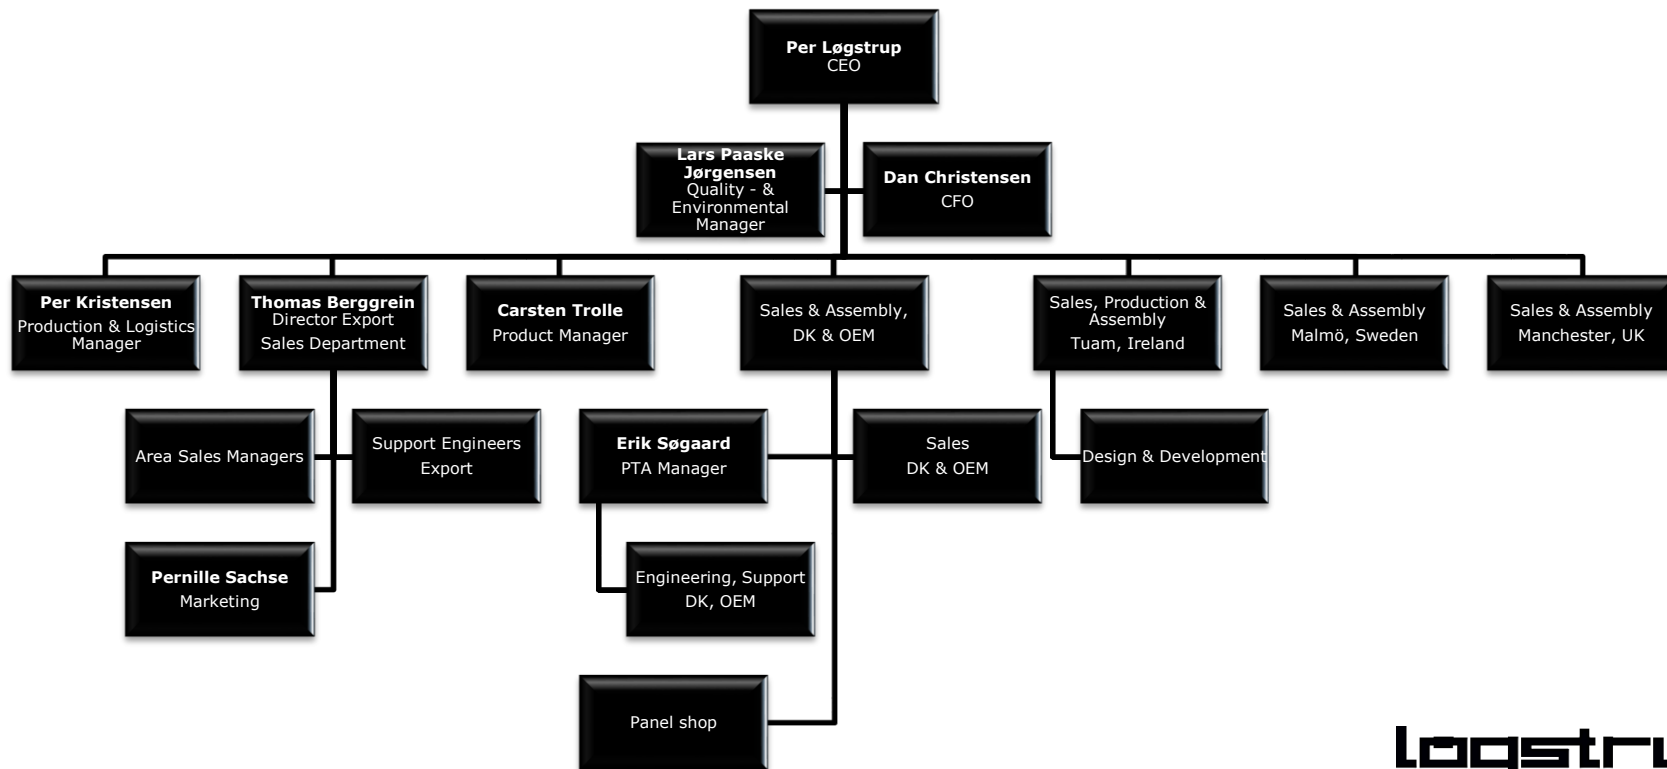 Per Løgstrup
CEO
Lars Paaske
Jørgensen
Quality - &
Environmental
Manager
Dan Christensen
CFO
Per Kristensen
Production & Logistics
Manager
Thomas Berggrein
Director Export
Sales Department
Carsten Trolle
Product Manager
Sales & Assembly,
DK & OEM
Sales, Production &
Assembly
Tuam, Ireland
Sales & Assembly
Malmö, Sweden
Sales & Assembly
Manchester, UK
Area Sales Managers
Support Engineers
Export
Erik Søgaard
PTA Manager
Sales
DK & OEM
Design & Development
Pernille Sachse
Marketing
Engineering, Support
DK, OEM
Panel shop